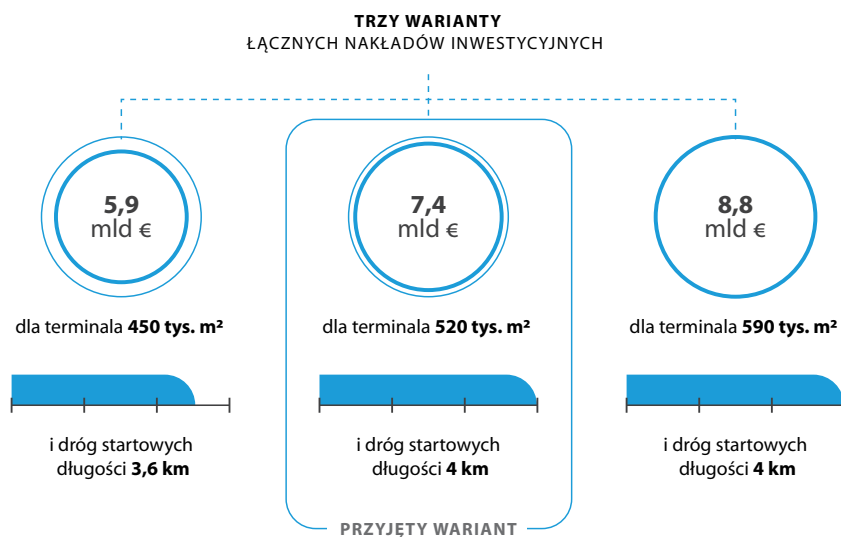 TRZY WARIANTY
ŁĄCZNYCH NAKŁADÓW INWESTYCYJNYCH
5,9
mld €
dla terminala 450 tys. m²
i dróg startowych
długości 3,6 km
7,4
mld €
dla terminala 520 tys. m²
i dróg startowych
długości 4 km
PRZYJĘTY WARIANT
8,8
mld €
dla terminala 590 tys. m²
i dróg startowych
długości 4 km